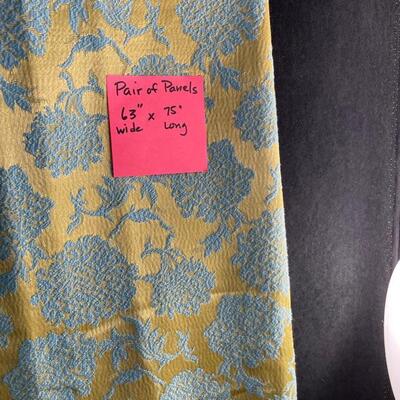 Pair of Panels
63" x 75"
wide Long